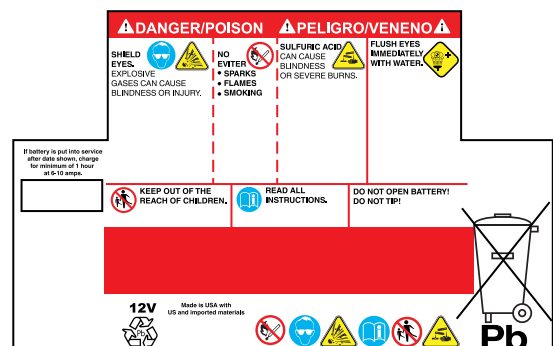 DANGER/POISON
PELIGRO/VENENO
SHIELD
EYES.
EXPLOSIVE
GASES CAN CAUSE
BLINDNESS OR INJURY.
NO
EVITER
• SPARKS
• FLAMES
• SMOKING
SULFURIC ACID
CAN CAUSE
BLINDNESS
OR SEVERE BURNS.
FLUSH EYES
IMMEDIATELY
WITH WATER.
If battery is put into service
after date shown, charge
for minimum of 1 hour
at 6-10 amps.
KEEP OUT OF THE
REACH OF CHILDREN.
READ ALL
INSTRUCTIONS.
DO NOT OPEN BATTERY!
DO NOT TIP!
12V
Pb
Made is USA with
US and imported materials
Pb